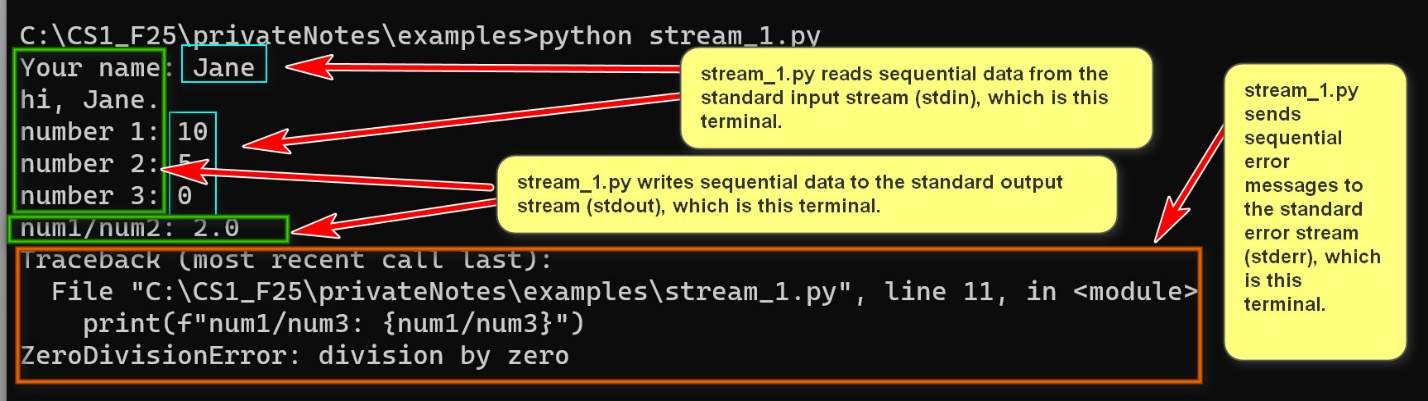 C:\CS1_F25\privateNotes\examples>python stream_1.py
Your name: Jane
hi, Jane.
number 1: 10
number 2: 5
number 3: 0
num1/num2: 2.0
Traceback (most recent call last):
  File "C:\CS1_F25\privateNotes\examples\stream_1.py", line 11, in <module>
    print(f"num1/num3: {num1/num3}")
ZeroDivisionError: division by zero
stream_1.py reads sequential data from the
standard input stream (stdin), which is this
terminal.
stream_1.py writes sequential data to the standard output
stream (stdout), which is this terminal.
stream_1.py
sends
sequential
error
messages to
the standard
error stream
(stderr), which
is this
terminal.